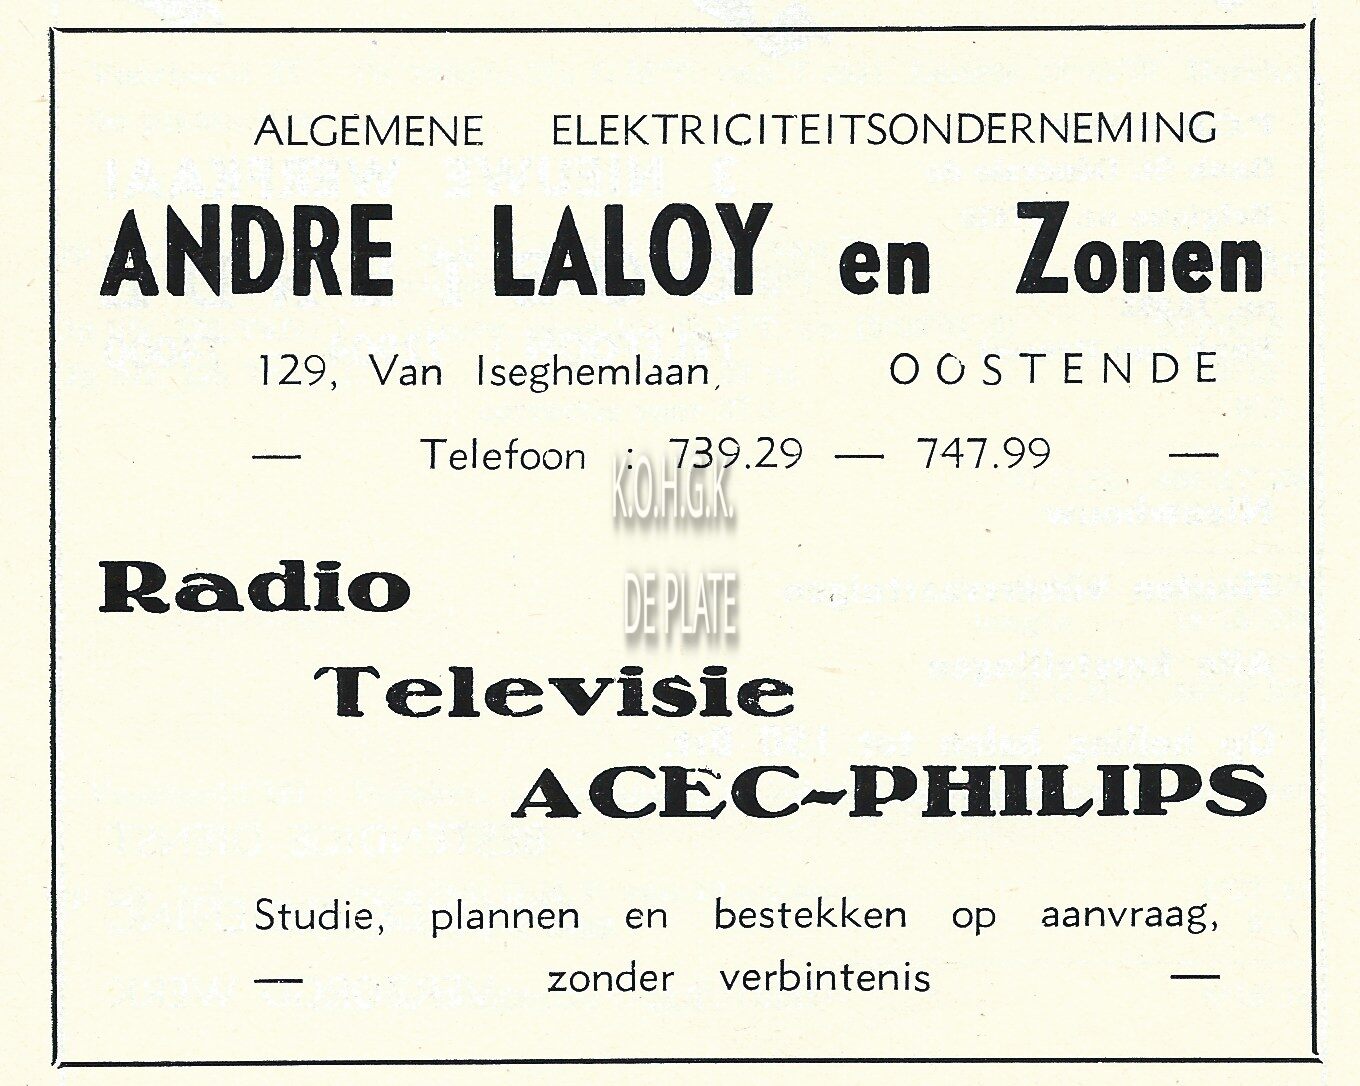 ALGEMENE ELEKTRICITEITSONDERNEMING
ANDRE LALOY en Zonen
129, Van Iseghemlaan, OOSTENDE
— Telefoon : 739.29 — 747.99 —
K.O.H.G.K.
DE PLATE
Radio
Televisie
ACEC-PHILIPS
Studie, plannen en bestekken op aanvraag,
— zonder verbintenis —